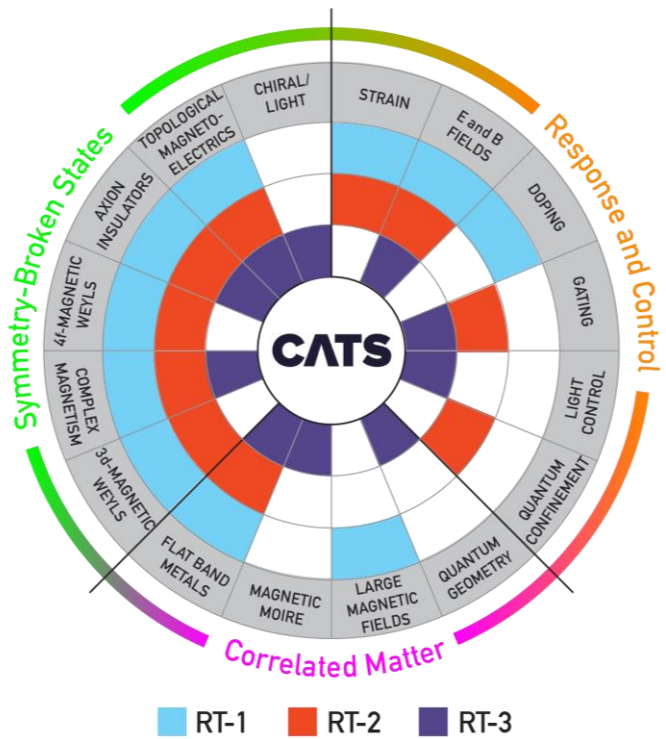 CHIRAL/
LIGHT
STRAIN
E and B
FIELDS
DOPING
GATING
LIGHT
CONTROL
QUANTUM
CONFINEMENT
QUANTUM
GEOMETRY
LARGE
MAGNETIC
FIELDS
MAGNETIC
MOIRE
FLAT BAND
METALS
3d-MAGNETIC
WEYLS
COMPLEX
MAGNETISM
4f-MAGNETIC
WEYLS
AXION
INSULATORS
TOPOLOGICAL
MAGNETO-
ELECTRICS
Symmetry-Broken States
Response and Control
Correlated Matter
CATS
RT-1 RT-2 RT-3